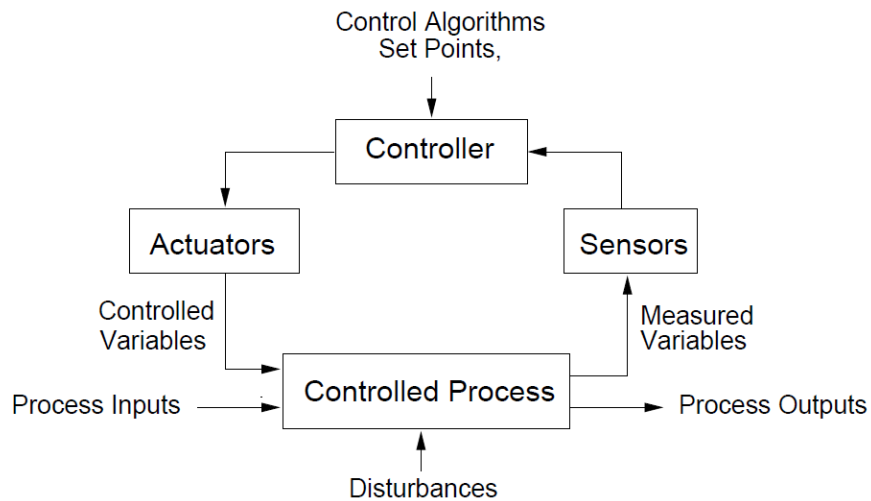 Control Algorithms
Set Points,
Controller
Actuators
Sensors
Controlled
Variables
Measured
Variables
Controlled Process
Process Inputs
Process Outputs
Disturbances